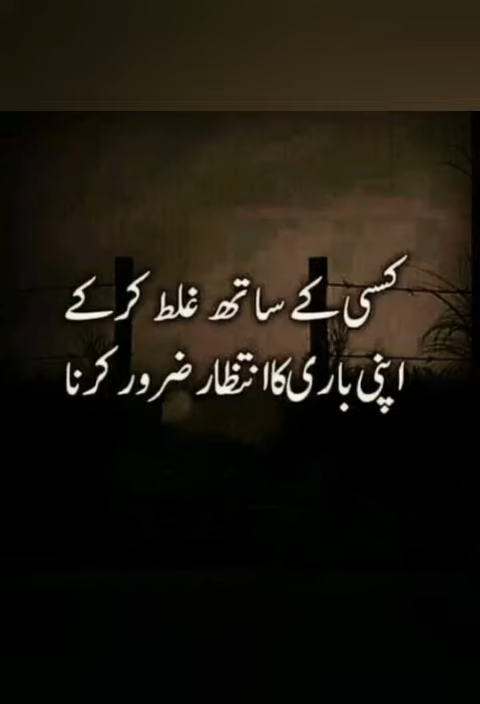 کسی کے ساتھ غلط کر کے
اپنی باری کا انتظار ضرور کرنا